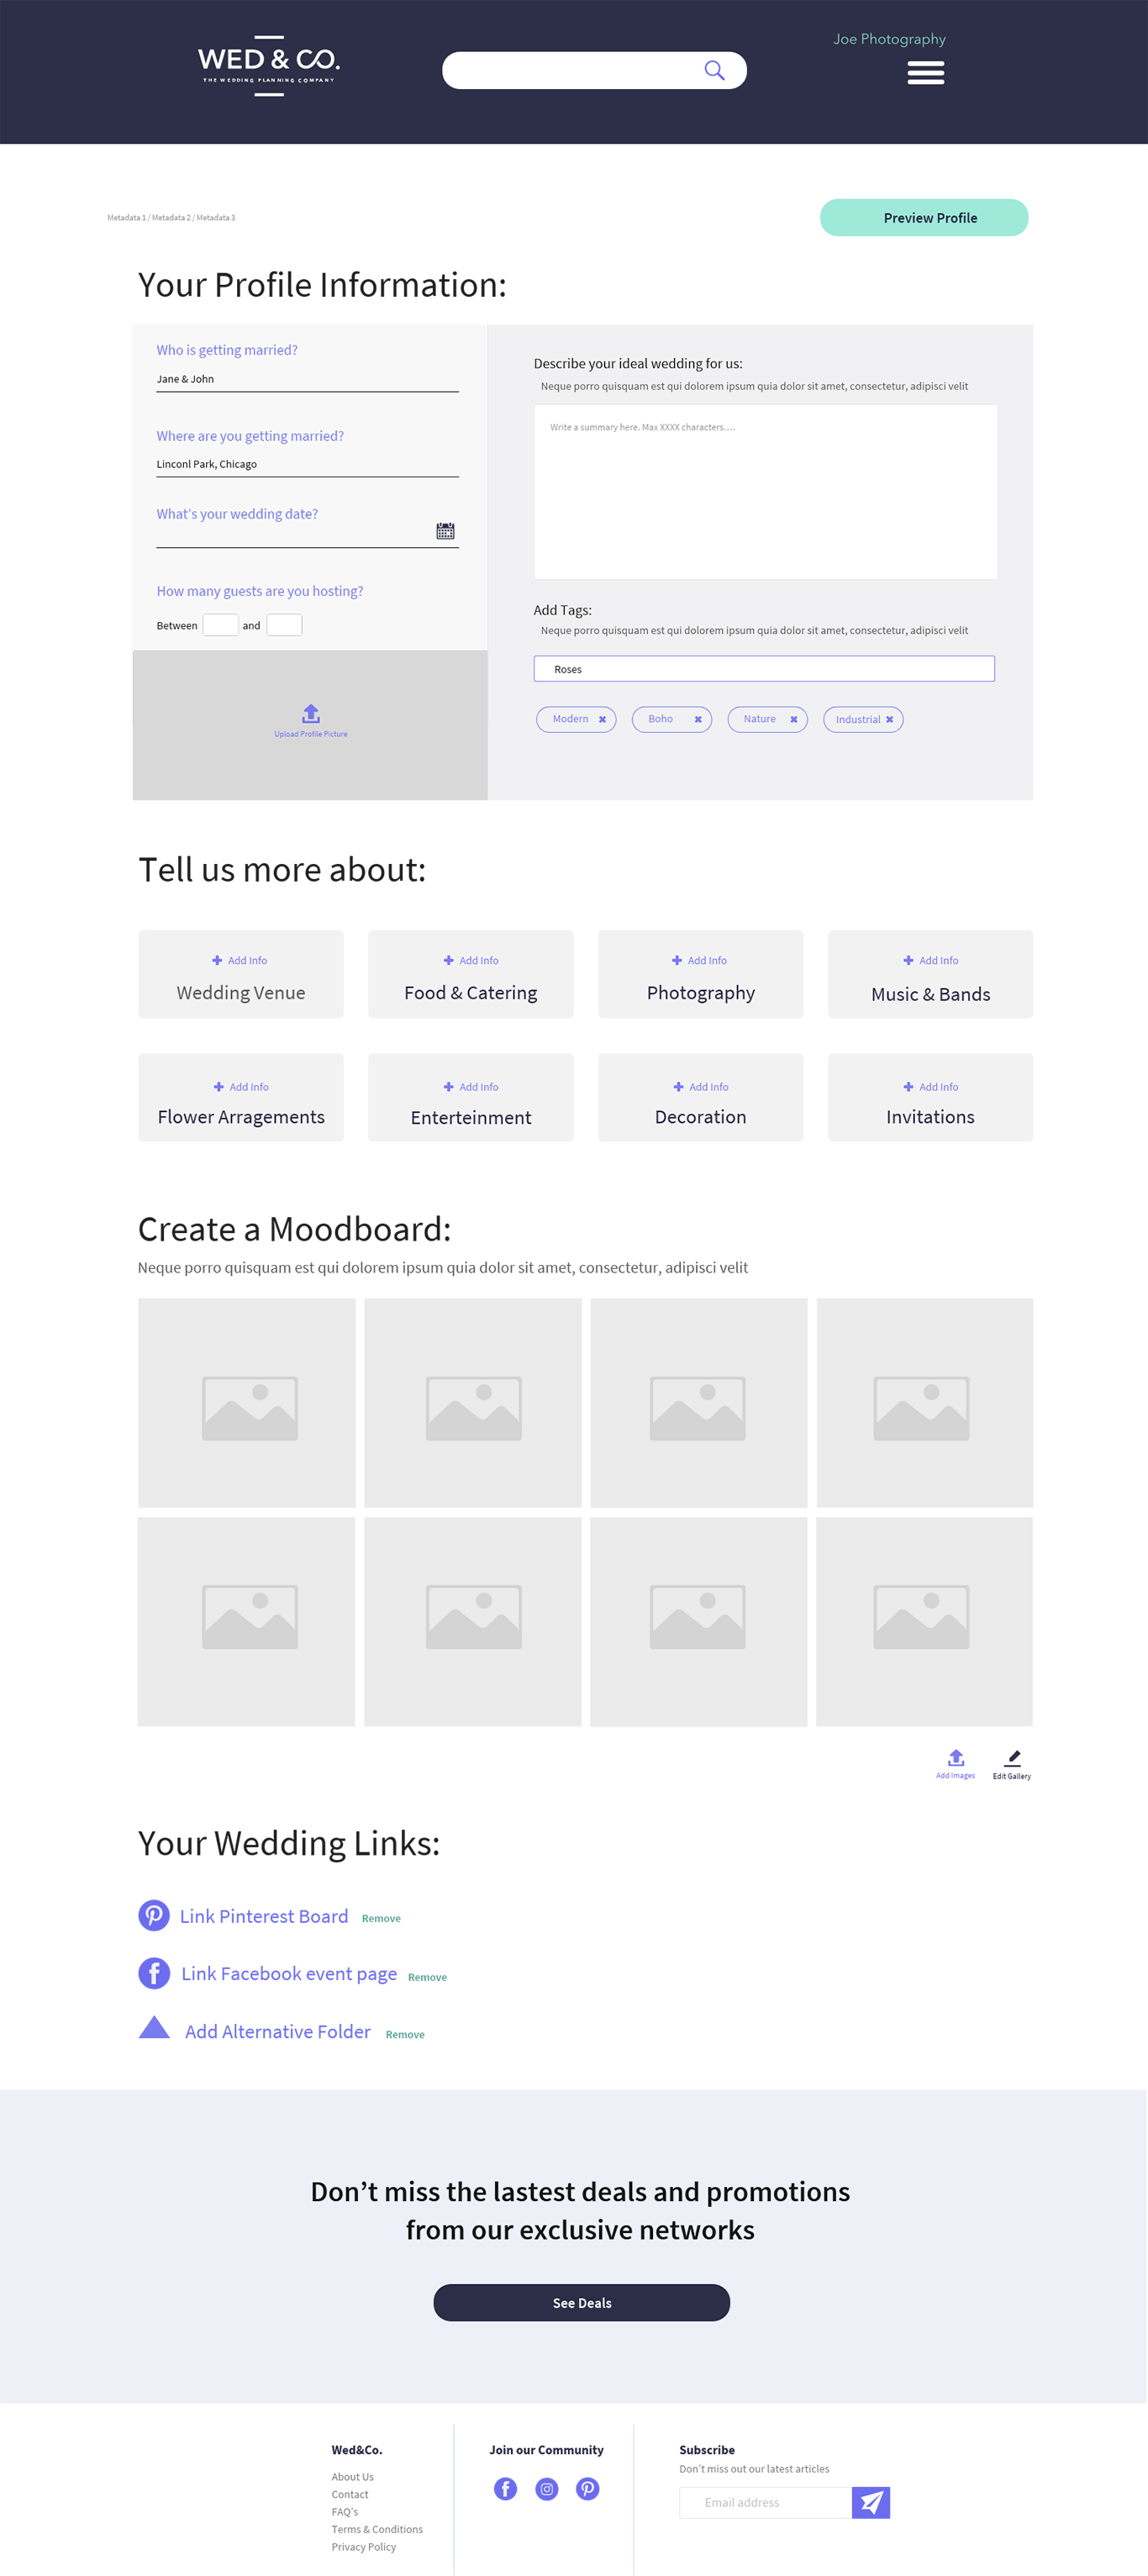 Joe Photography
WED & CO.
THE WEDDING PLANNING COMPANY
Metadata 1 / Metadata 2 / Metadata 3
Preview Profile
Your Profile Information:
Who is getting married?
Jane & John
Where are you getting married?
Linconl Park, Chicago
What's your wedding date?
How many guests are you hosting?
Between and
Upload Profile Picture
Describe your ideal wedding for us:
Neque porro quisquam est qui dolorem ipsum quia dolor sit amet, consectetur, adipisci velit
Write a summary here. Max XXXX characters....
Add Tags:
Neque porro quisquam est qui dolorem ipsum quia dolor sit amet, consectetur, adipisci velit
Roses
Modern Boho Nature Industrial
Tell us more about:
Add Info Add Info Add Info Add Info
Wedding Venue Food & Catering Photography Music & Bands
Add Info Add Info Add Info Add Info
Flower Arragements Enterteinment Decoration Invitations
Create a Moodboard:
Neque porro quisquam est qui dolorem ipsum quia dolor sit amet, consectetur, adipisci velit
Add Images Edit Gallery
Your Wedding Links:
Link Pinterest Board Remove
Link Facebook event page Remove
Add Alternative Folder Remove
Don't miss the lastest deals and promotions
from our exclusive networks
See Deals
Wed&Co.
About Us
Contact
FAQ's
Terms & Conditions
Privacy Policy
Join our Community
Subscribe
Don't miss out our latest articles
Email address